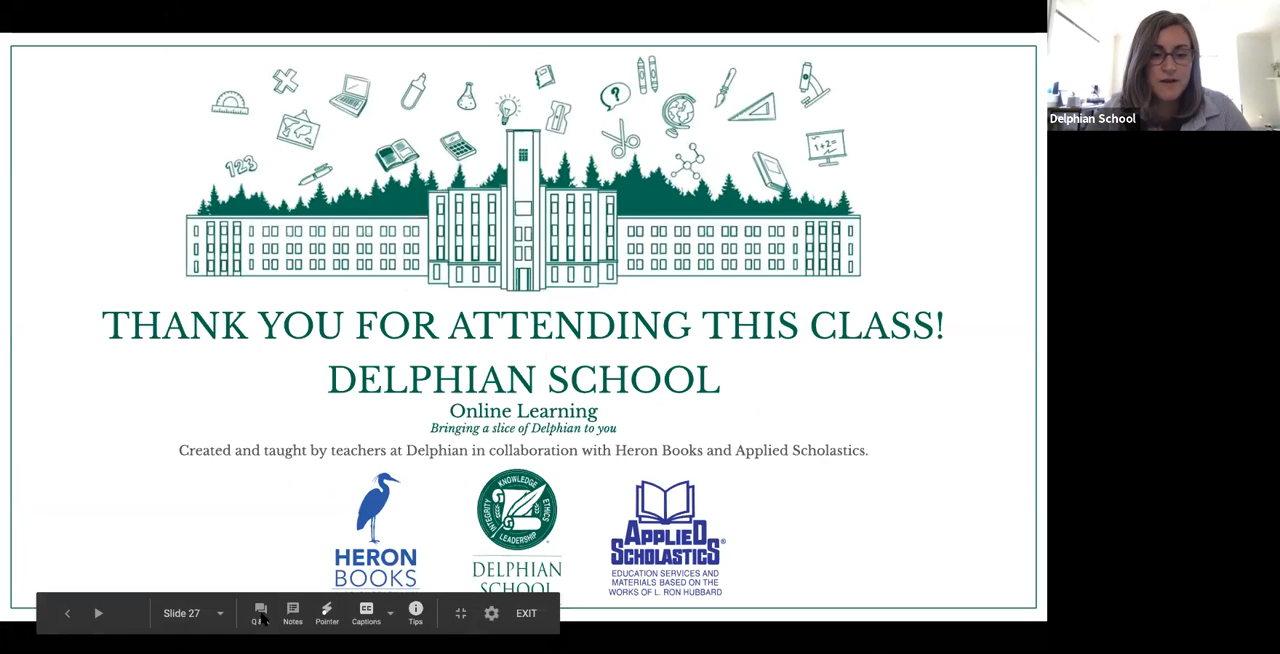 Delphian School
123
?
1+2=
THANK YOU FOR ATTENDING THIS CLASS!
DELPHIAN SCHOOL
Online Learning
Bringing a slice of Delphian to you
Created and taught by teachers at Delphian in collaboration with Heron Books and Applied Scholastics.
HERON
BOOKS
INTEGRITY KNOWLEDGE ETHICS LEADERSHIP
DELPHIAN
SCHOOL
APPLIED
SCHOLASTICS®
EDUCATION SERVICES AND
MATERIALS BASED ON THE
WORKS OF L. RON HUBBARD
Slide 27
Notes
Pointer
CC
Captions
Tips
EXIT